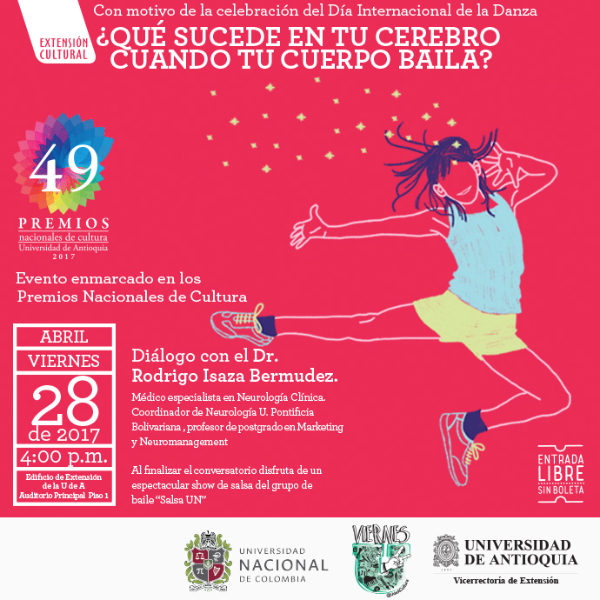 Con motivo de la celebración del Día Internacional de la Danza
EXTENSIÓN
CULTURAL
¿QUÉ SUCEDE EN TU CEREBRO
CUANDO TU CUERPO BAILA?
49
PREMIOS
nacionales de cultura
Universidad de Antioquia
2017
Evento enmarcado en los
Premios Nacionales de Cultura
ABRIL
VIERNES
28
de 2017
4:00 p.m.
Edificio de Extensión
de la U de A
Auditorio Principal Piso 1
Diálogo con el Dr.
Rodrigo Isaza Bermudez.
Médico especialista en Neurología Clínica.
Coordinador de Neurología U. Pontificia
Bolivariana , profesor de postgrado en Marketing
y Neuromanagement
Al finalizar el conversatorio disfruta de un
espectacular show de salsa del grupo de
baile “Salsa UN”
ENTRADA
LIBRE
SIN BOLETA
UNIVERSIDAD
NACIONAL
DE COLOMBIA
VIERNES
UNIVERSIDAD
DE ANTIOQUIA
Vicerrectoría de Extensión